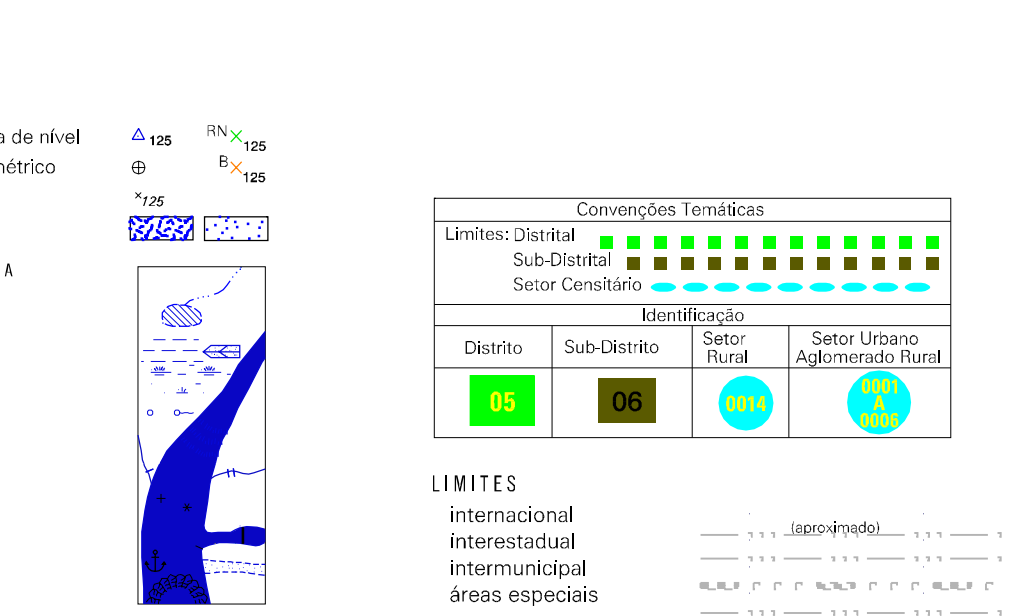 a de nível
125
RN
125
métrico
B
125
125
A
Convenções Temáticas
Limites: Distrital
Sub-Distrital
Setor Censitário
Identificação
Distrito
Sub-Distrito
Setor
Rural
Setor Urbano
Aglomerado Rural
05
06
0014
0001
A
0006
LIMITES
internacional
(aproximado)
interestadual
intermunicipal
áreas especiais